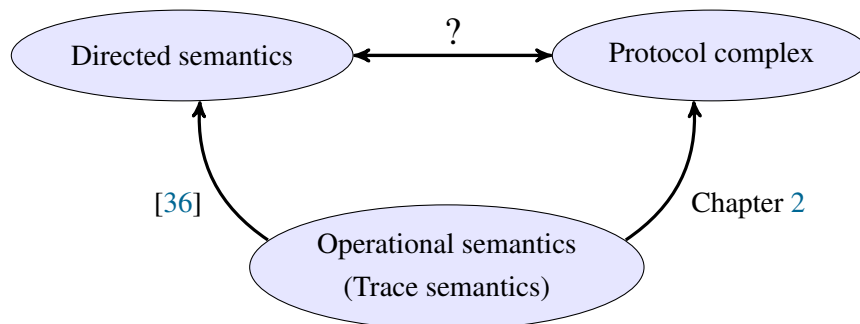 ?
Directed semantics
Protocol complex
[36]
Chapter 2
Operational semantics
(Trace semantics)